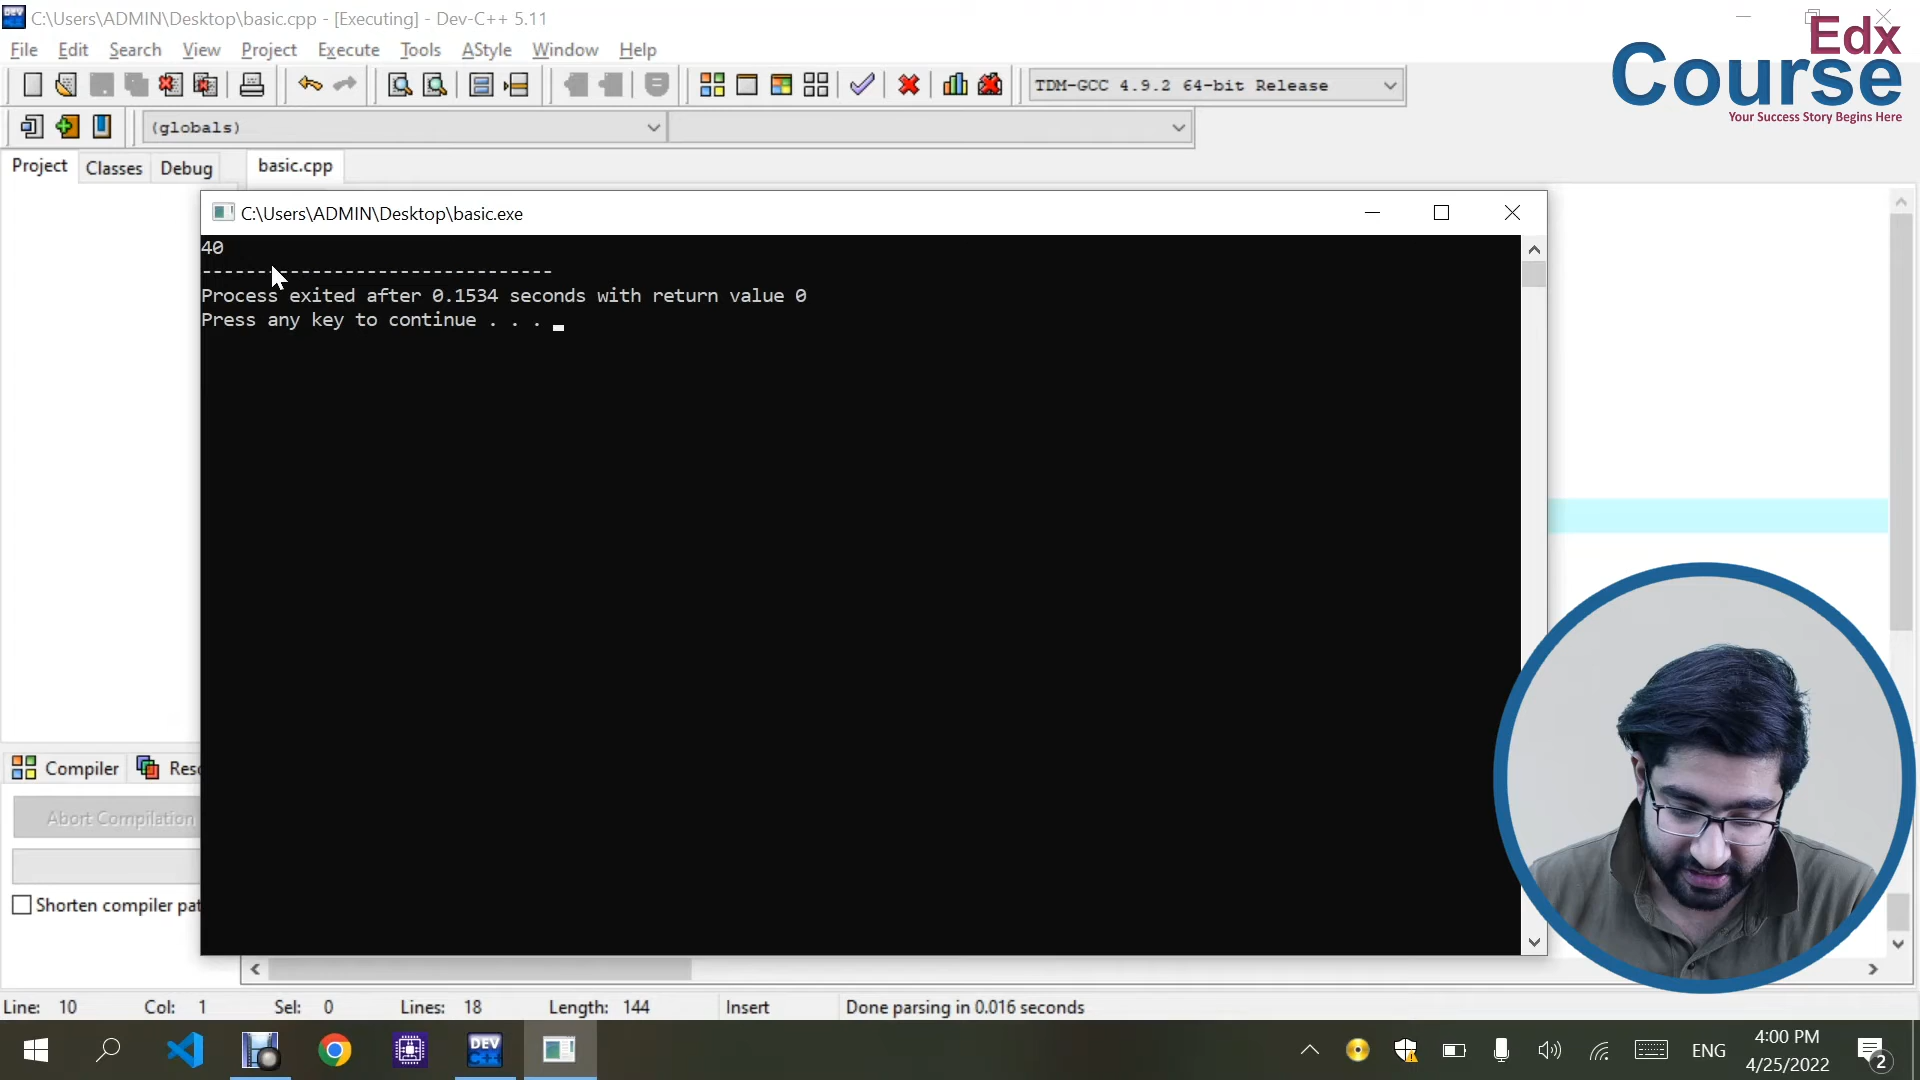 C:\Users\ADMIN\Desktop\basic.cpp - [Executing] - Dev-C++ 5.11
File Edit Search View Project Execute Tools AStyle Window Help
Edx
Course
Your Success Story Begins Here
TDM-GCC 4.9.2 64-bit Release
(globals)
Project Classes Debug basic.cpp
C:\Users\ADMIN\Desktop\basic.exe
40
--------------------------------
Process exited after 0.1534 seconds with return value 0
Press any key to continue . . .
Compiler Reso
Abort Compilation
Shorten compiler pat
Line: 10 Col: 1 Sel: 0 Lines: 18 Length: 144 Insert Done parsing in 0.016 seconds
DEV
C++
ENG
4:00 PM
4/25/2022
2